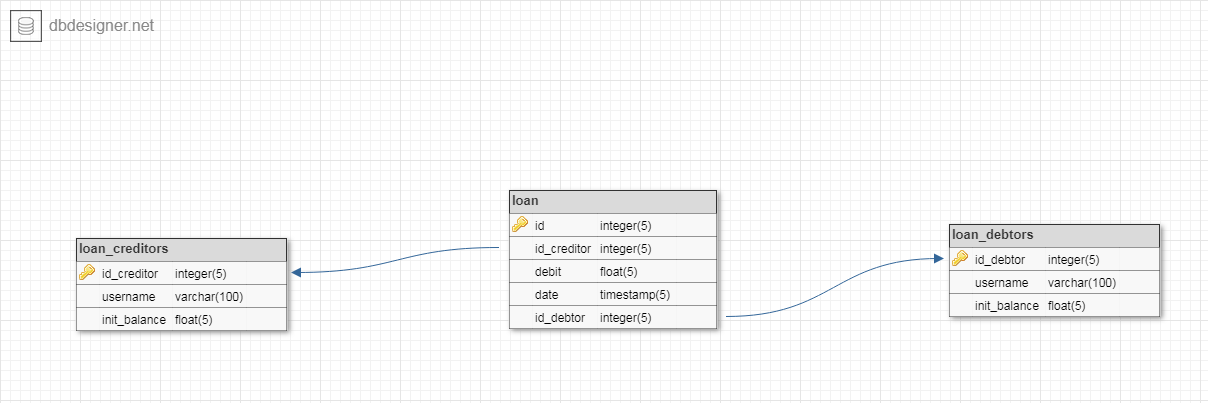 dbdesigner.net
loan
id integer(5)
id_creditor integer(5)
debit float(5)
date timestamp(5)
id_debtor integer(5)
loan_creditors
id_creditor integer(5)
username varchar(100)
init_balance float(5)
loan_debtors
id_debtor integer(5)
username varchar(100)
init_balance float(5)